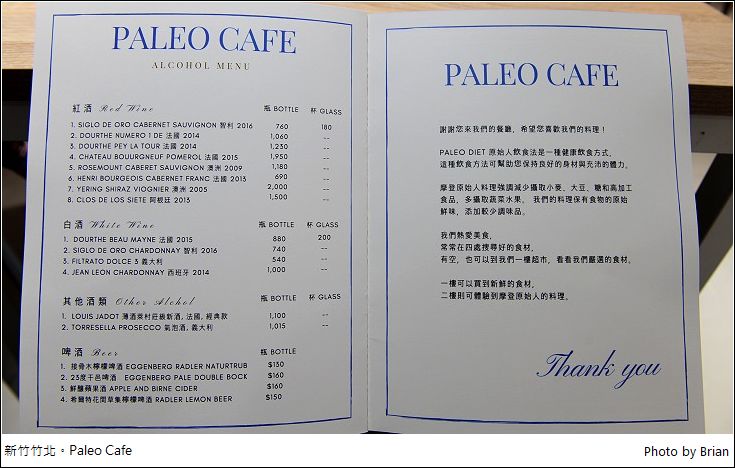 PALEO CAFE
ALCOHOL MENU
紅酒 Red Wine 瓶 BOTTLE 杯 GLASS
1. SIGLO DE ORO CABERNET SAUVIGNON 智利 2016 760 180
2. DOURTHE NUMERO 1 DE 法國 2014 1,060 --
3. DOURTHE PEY LA TOUR 法國 2014 1,230 --
4. CHATEAU BOUURGNEUF POMEROL 法國 2015 1,950 --
5. ROSEMOUNT CABERET SAUVIGNON 澳洲 2009 1,180 --
6. HENRI BOURGEOIS CABERNET FRANC 法國 2013 690 --
7. YERING SHIRAZ VIOGNIER 澳洲 2005 2,000 --
8. CLOS DE LOS SIETE 阿根廷 2013 1,500 --
白酒 White Wine 瓶 BOTTLE 杯 GLASS
1. DOURTHE BEAU MAYNE 法國 2015 880 200
2. SIGLO DE ORO CHARDONNAY 智利 2016 740 --
3. FILTRATO DOLCE 3 義大利 540 --
4. JEAN LEON CHARDONNAY 西班牙 2014 1,000 --
其他酒類 Other Alcohol 瓶 BOTTLE 杯 GLASS
1. LOUIS JADOT 薄酒萊村莊級新酒, 法國, 經典款 1,100 --
2. TORRESELLA PROSECCO 氣泡酒, 義大利 1,015 --
啤酒 Beer 瓶 BOTTLE
1. 接骨木檸檬啤酒 EGGENBERG RADLER NATURTRUB $130
2. 23度干邑啤酒 EGGENBERG PALE DOUBLE BOCK $160
3. 鮮釀蘋果酒 APPLE AND BIRNE CIDER $160
4. 希爾特花間草集檸檬啤酒 RADLER LEMON BEER $150
PALEO CAFE
謝謝您來我們的餐廳，希望您喜歡我們的料理！
PALEO DIET 原始人飲食法是一種健康飲食方式，
這種飲食方法可幫助您保持良好的身材與充沛的體力。
摩登原始人料理強調減少攝取小麥、大豆、糖和高加工
食品，多攝取蔬菜水果， 我們的料理保有食物的原始
鮮味，添加較少調味品。
我們熱愛美食，
常常在四處搜尋好的食材，
有空，也可以到我們一樓超市，看看我們嚴選的食材。
一樓可以買到新鮮的食材，
二樓則可體驗到摩登原始人的料理。
Thank you
新竹竹北。Paleo Cafe
Photo by Brian